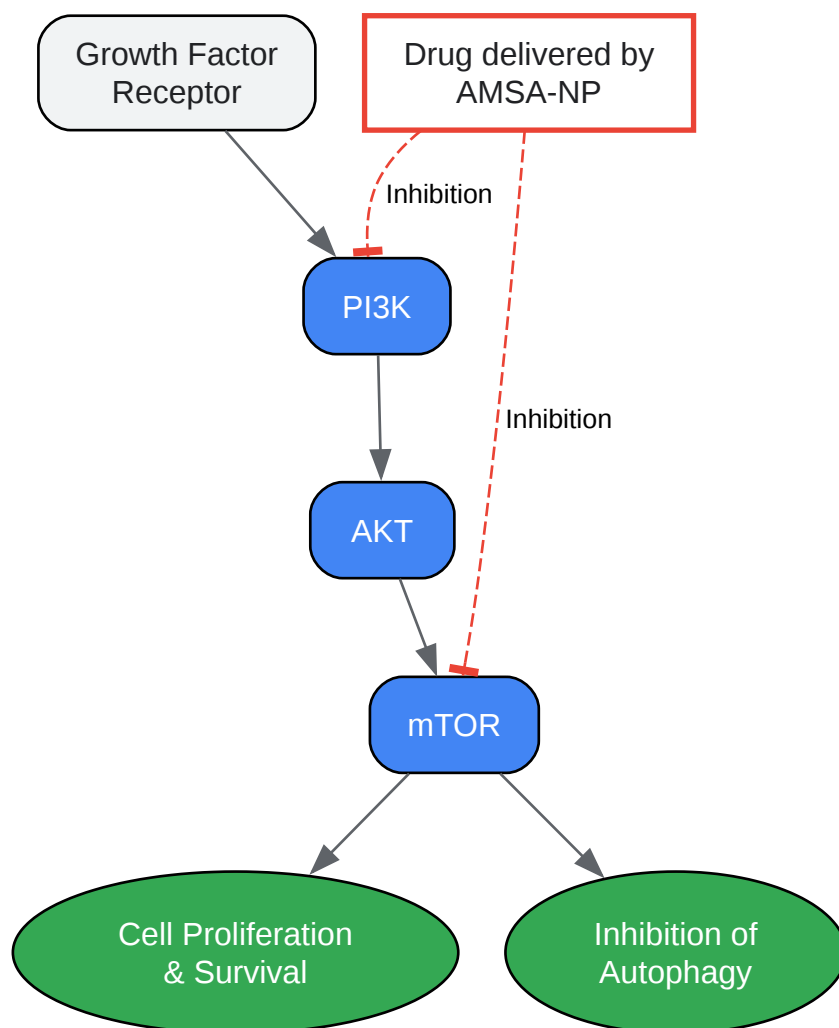 Growth Factor
Receptor
Drug delivered by
AMSA-NP
Inhibition
PI3K
Inhibition
AKT
mTOR
Cell Proliferation
& Survival
Inhibition of
Autophagy